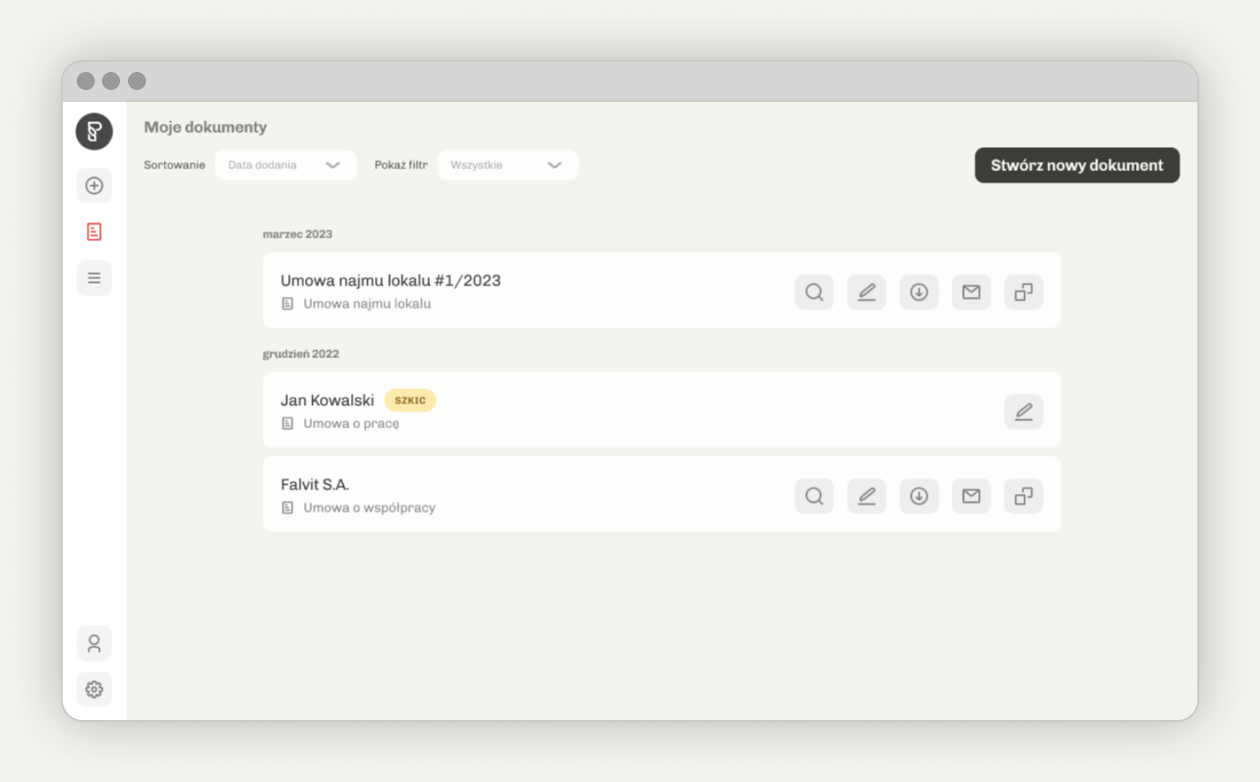 Moje dokumenty
Sortowanie Data dodania Pokaż filtr Wszystkie Stwórz nowy dokument
marzec 2023
Umowa najmu lokalu #1/2023
Umowa najmu lokalu
grudzień 2022
Jan Kowalski SZKIC
Umowa o pracę
Falvit S.A.
Umowa o współpracy